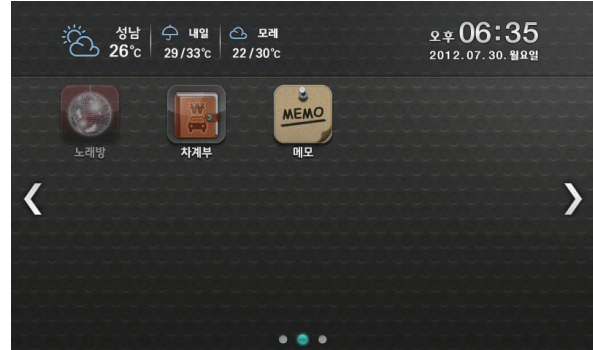 성남
26°c
내일
29/33°c
모레
22/30°c
오후 06:35
2012.07.30.월요일
노래방
₩
차계부
MEMO
메모